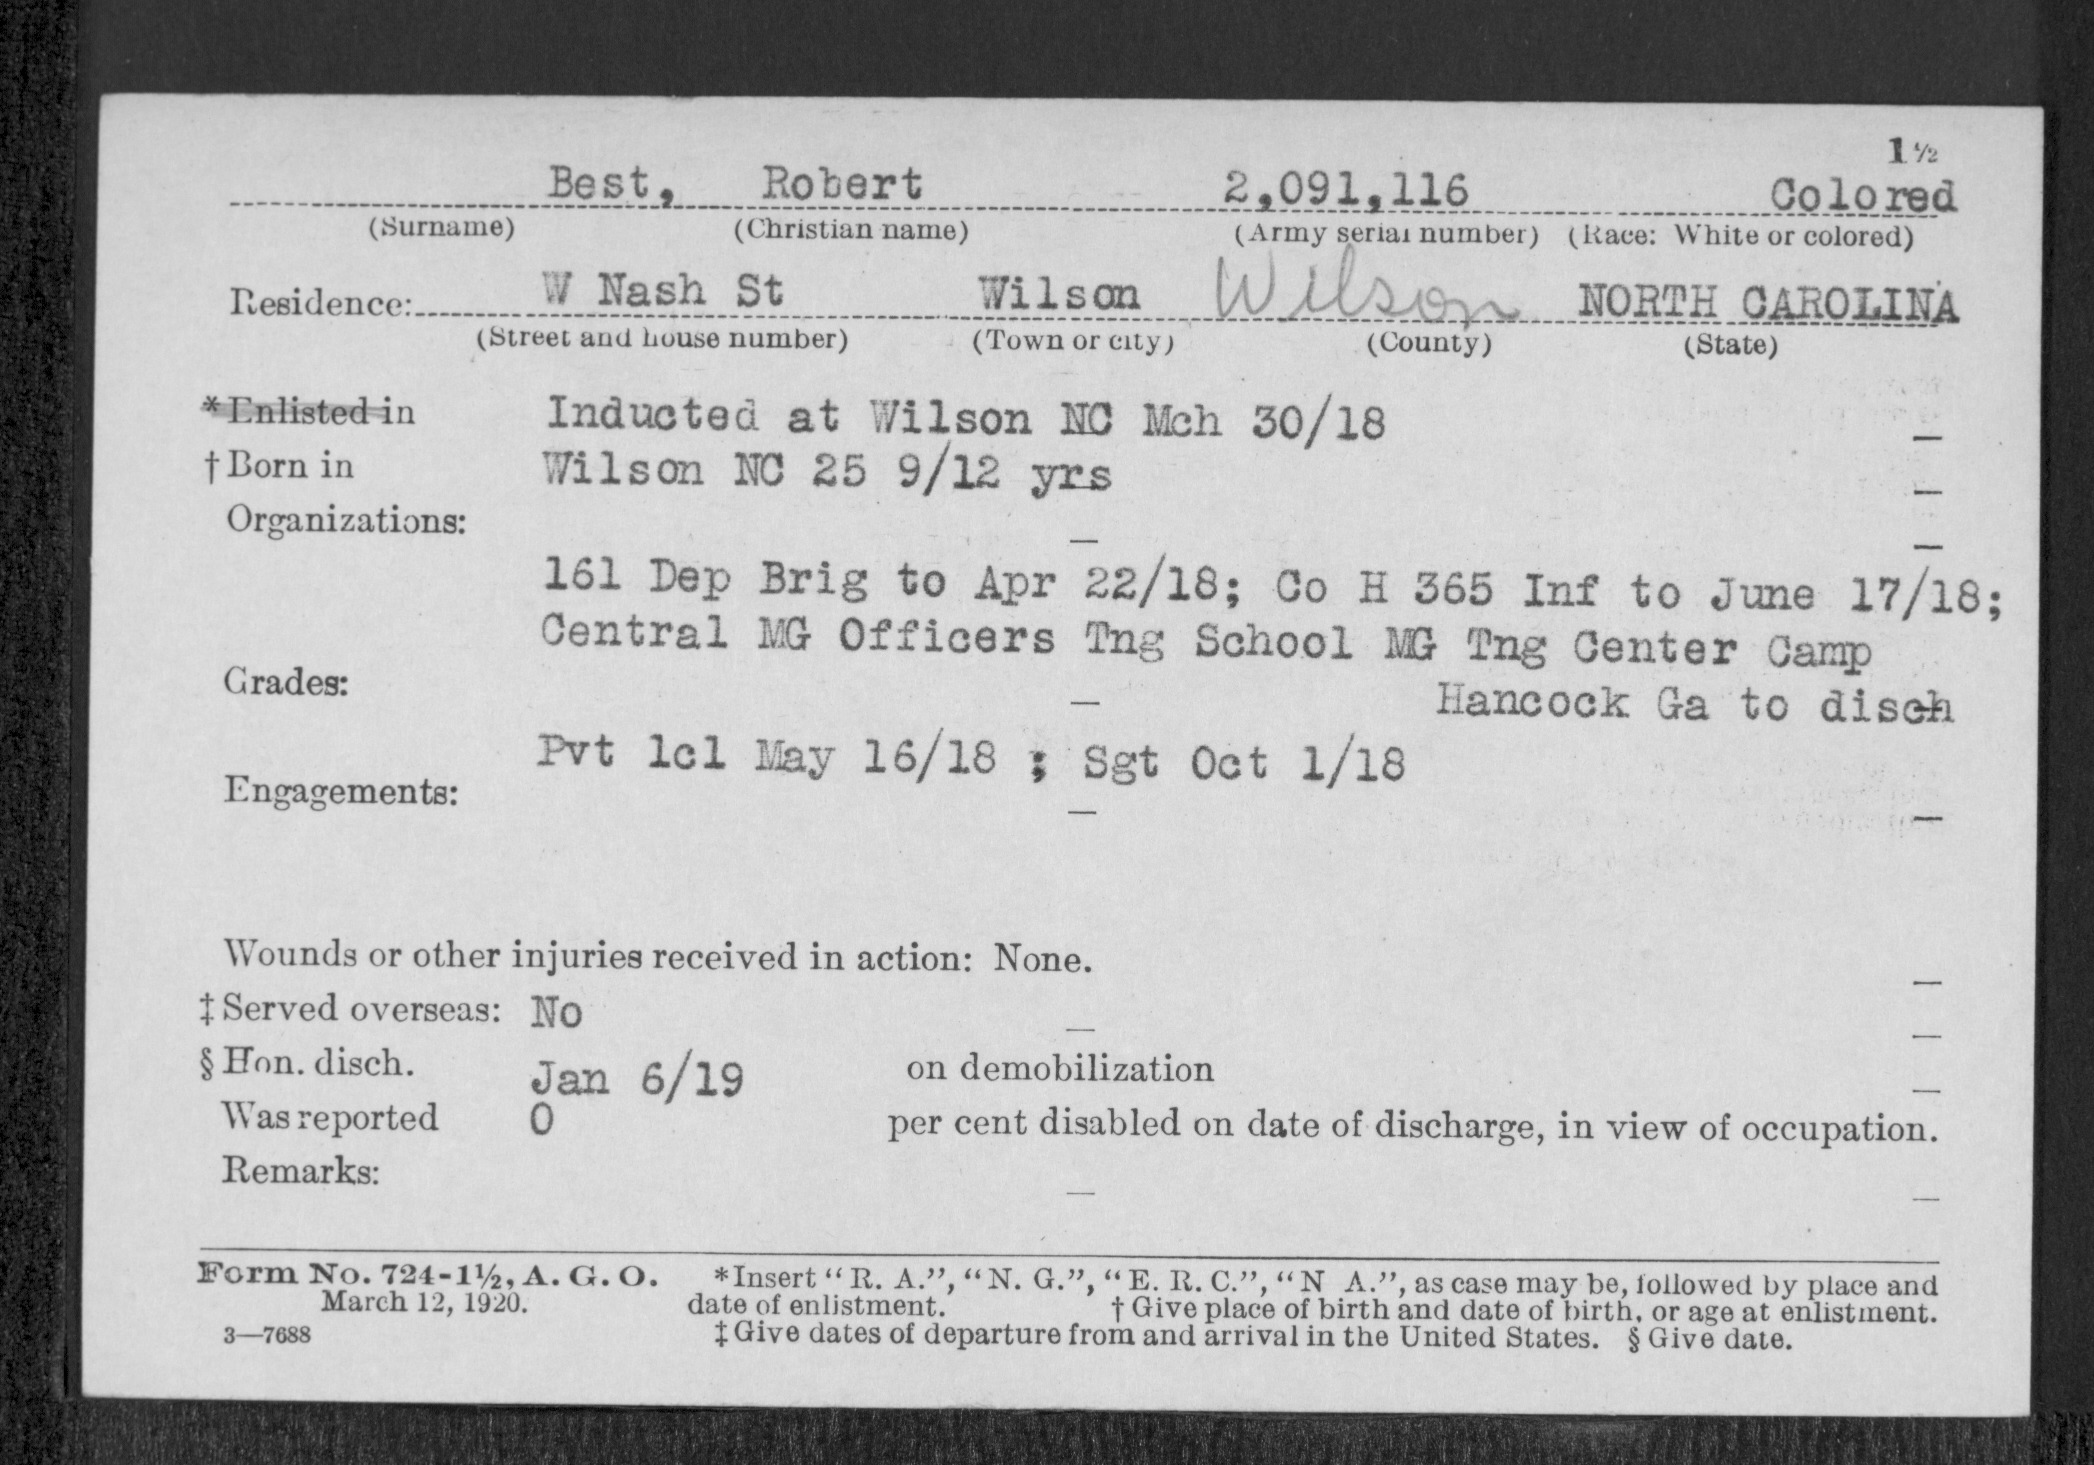 1½
Best, Robert 2,091,116 Colored
(Surname) (Christian name) (Army serial number) (Race: White or colored)
Residence: W Nash St Wilson Wilson NORTH CAROLINA
(Street and house number) (Town or city) (County) (State)
*Enlisted in Inducted at Wilson NC Mch 30/18
†Born in Wilson NC 25 9/12 yrs
Organizations:
161 Dep Brig to Apr 22/18; Co H 365 Inf to June 17/18;
Central MG Officers Tng School MG Tng Center Camp
Hancock Ga to disch
Grades:
Pvt 1cl May 16/18 ; Sgt Oct 1/18
Engagements:
Wounds or other injuries received in action: None.
‡Served overseas: No
§Hon. disch. Jan 6/19 on demobilization
Was reported 0 per cent disabled on date of discharge, in view of occupation.
Remarks:
Form No. 724-1½, A. G. O. *Insert "R. A.", "N. G.", "E. R. C.", "N A.", as case may be, followed by place and
March 12, 1920. date of enlistment. †Give place of birth and date of birth, or age at enlistment.
3—7688 ‡Give dates of departure from and arrival in the United States. §Give date.